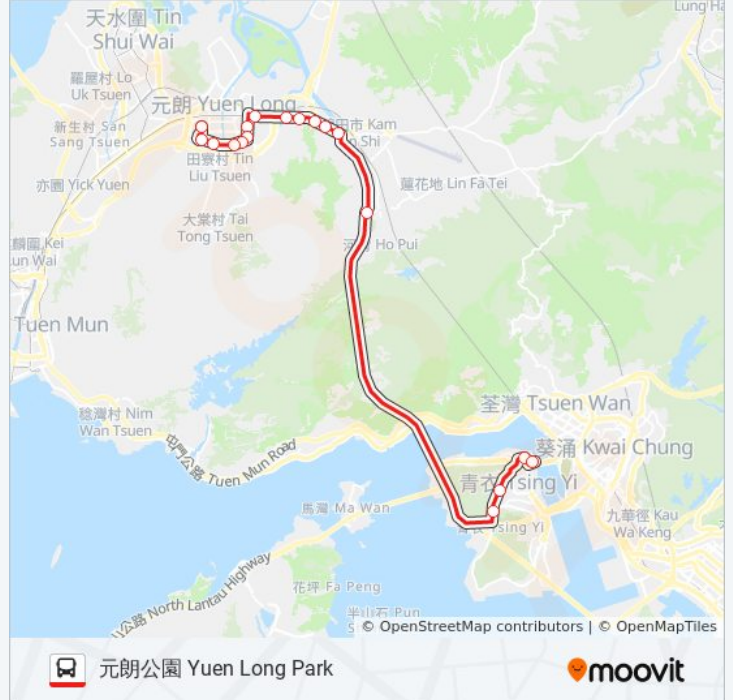 Lung Ha
天水圍 Tin
Shui Wai
羅屋村 Lo
Uk Tsuen
元朗 Yuen Long
新生村 San
Sang Tsuen
田市 Kam
Shi
田寮村 Tin
Liu Tsuen
亦園 Yick Yuen
蓮花地 Lin Fa Tei
大棠村 Tai
Tong Tsuen
麟圍 Kei
un Wai
Ho Pui
Tuen Mun
荃灣 Tsuen Wan
稔灣村 Nim
Wan Tsuen
屯門公路 Tuen Mun Road
葵涌 Kwai Chung
青衣 Tsing Yi
馬灣 Ma Wan
九華徑 Kau
Wa Keng
青衣 Tsing Yi
公路 North Lantau Highway
花坪 Fa Peng
半山石 Pun
© OpenStreetMap contributors | © OpenMapTiles
元朗公園 Yuen Long Park
moovit